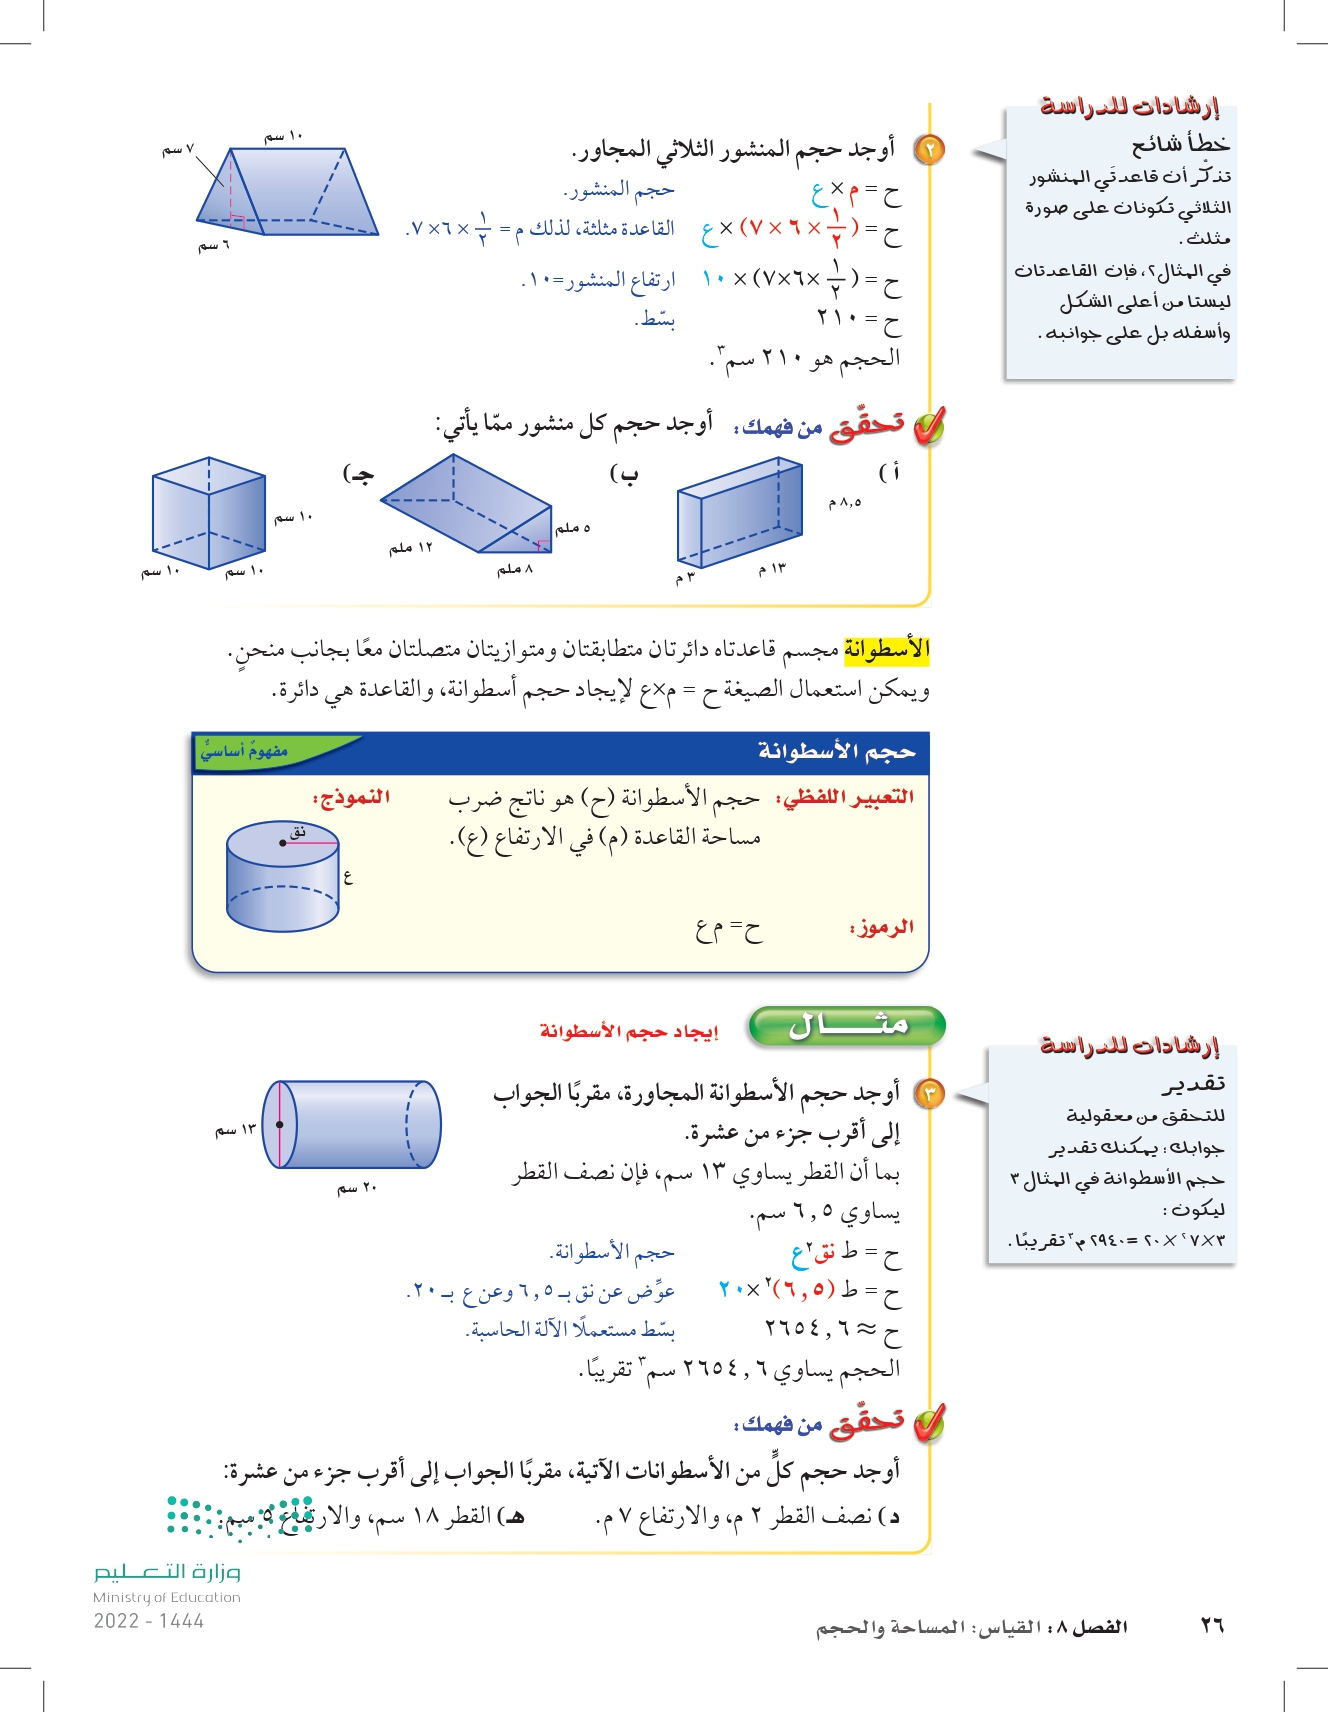 إرشادات للدراسة
خطأ شائع
تذكّر أن قاعدتَي المنشور
الثلاثي تكونان على صورة
مثلث.
في المثال٢، فإن القاعدتان
ليستا من أعلى الشكل
وأسفله بل على جوانبه.
٢ أوجد حجم المنشور الثلاثي المجاور.
١٠ سم
٧ سم
٦ سم
ح = م × ع حجم المنشور.
ح = (١/٢ × ٦ × ٧) × ع القاعدة مثلثة، لذلك م = ١/٢ × ٦×٧.
ح = (١/٢ ×٦×٧) × ١٠ ارتفاع المنشور=١٠.
ح = ٢١٠ بسّط.
الحجم هو ٢١٠ سم٣.
تحقّق من فهمك: أوجد حجم كل منشور ممّا يأتي:
أ )
٨,٥ م
١٣ م
٣ م
ب)
٥ ملم
١٢ ملم
٨ ملم
جـ)
١٠ سم
١٠ سم
١٠ سم
الأسطوانة مجسم قاعدتاه دائرتان متطابقتان ومتوازيتان متصلتان معًا بجانب منحنٍ.
ويمكن استعمال الصيغة ح = م×ع لإيجاد حجم أسطوانة، والقاعدة هي دائرة.
حجم الأسطوانة
مفهومٌ أساسيٌّ
التعبير اللفظي: حجم الأسطوانة (ح) هو ناتج ضرب
مساحة القاعدة (م) في الارتفاع (ع).
النموذج:
نق
ع
الرموز: ح= م ع
مثـــال
إيجاد حجم الأسطوانة
إرشادات للدراسة
تقدير
للتحقق من معقولية
جوابك؛ يمكنك تقدير
حجم الأسطوانة في المثال ٣
ليكون:
٣×٧٢×٢٠ =٢٩٤٠ م٣ تقريبًا.
٣ أوجد حجم الأسطوانة المجاورة، مقربًا الجواب
إلى أقرب جزء من عشرة.
١٣ سم
٢٠ سم
بما أن القطر يساوي ١٣ سم، فإن نصف القطر
يساوي ٦,٥ سم.
ح = ط نق٢ ع حجم الأسطوانة.
ح = ط (٦,٥)٢ ×٢٠ عوِّض عن نق بـ ٦,٥ وعن ع بـ ٢٠.
ح ≈ ٢٦٥٤,٦ بسّط مستعملًا الآلة الحاسبة.
الحجم يساوي ٢٦٥٤,٦ سم٣ تقريبًا.
تحقّق من فهمك:
أوجد حجم كلٍّ من الأسطوانات الآتية، مقربًا الجواب إلى أقرب جزء من عشرة:
د ) نصف القطر ٢ م، والارتفاع ٧ م.
هـ) القطر ١٨ سم، والارتفاع ٥ سم.
وزارة التعليم
Ministry of Education
2022 - 1444
٢٦ الفصل ٨: القياس: المساحة والحجم